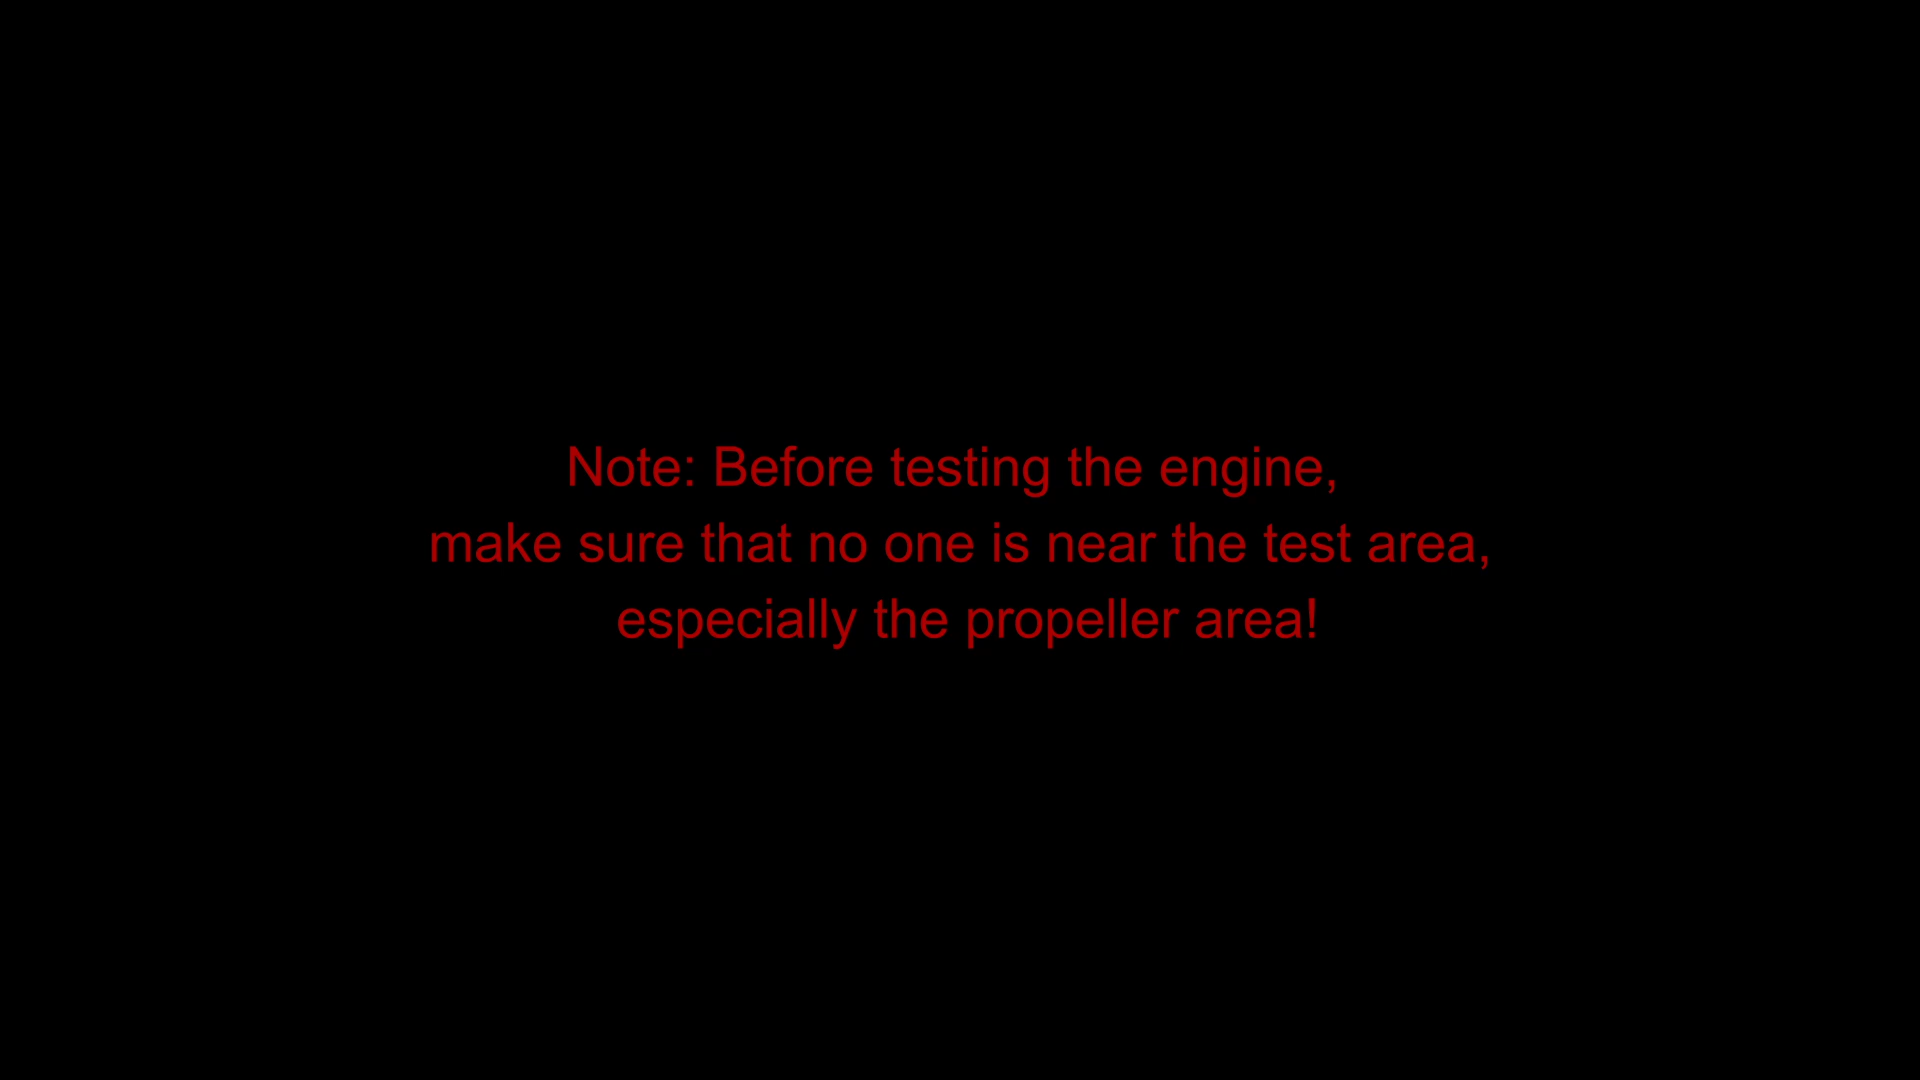 Note: Before testing the engine,
make sure that no one is near the test area,
especially the propeller area!